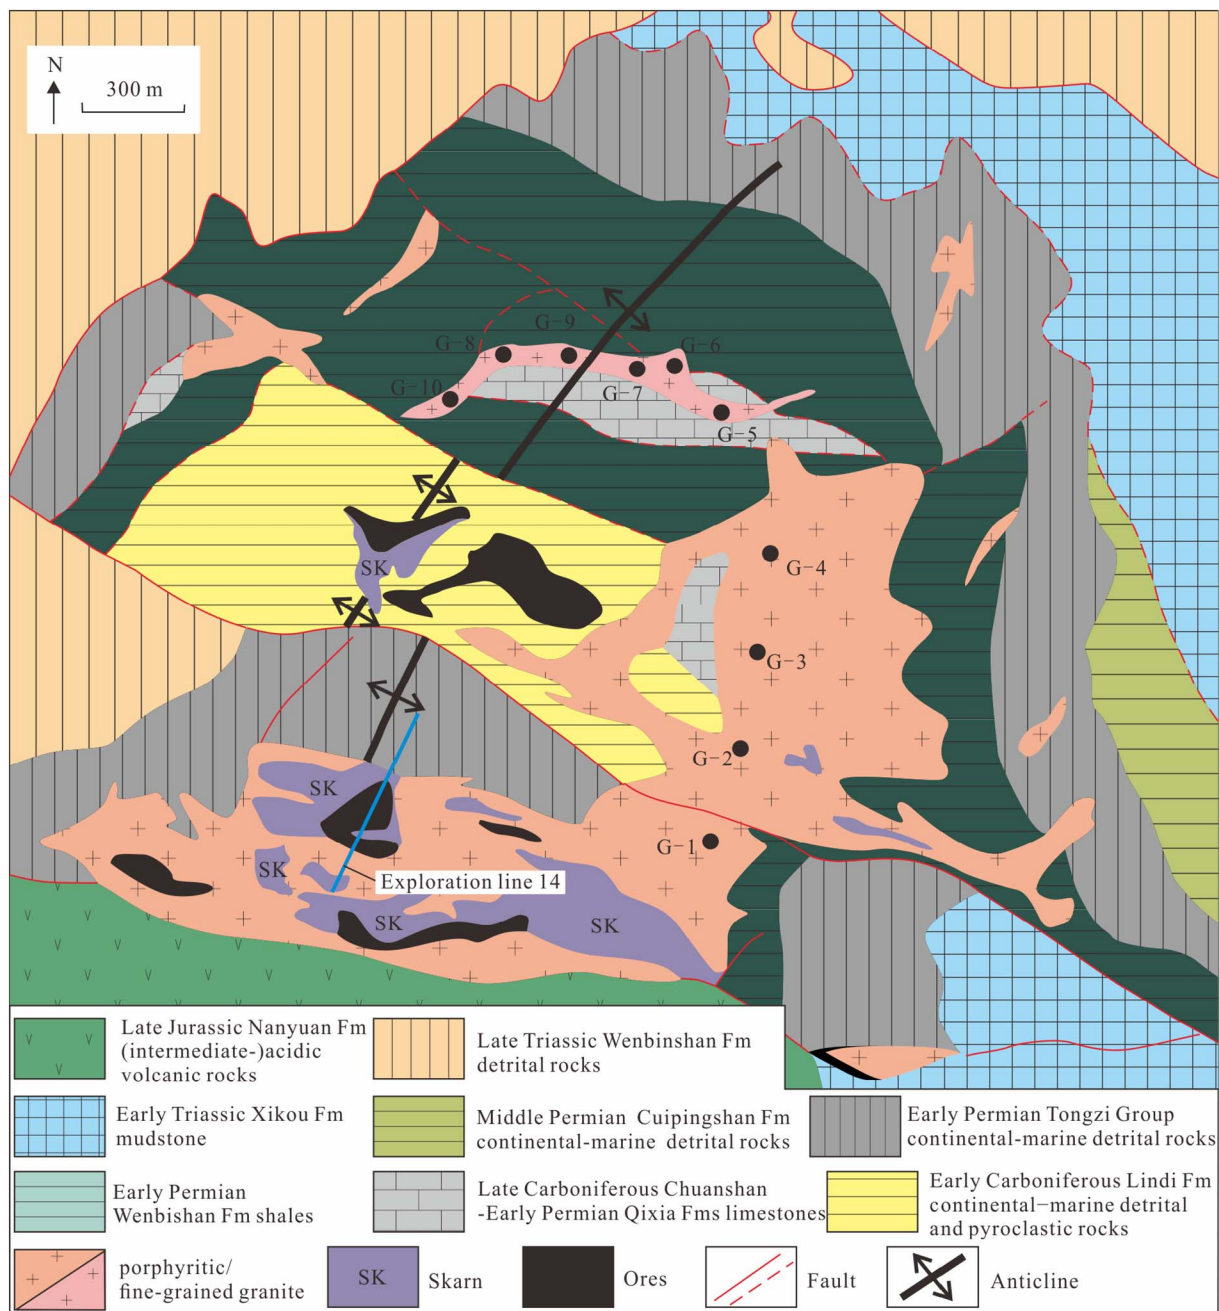 N
300 m
G-9
G-8
G-6
G-10
G-7
G-5
SK
G-4
G-3
G-2
SK
G-1
SK
Exploration line 14
SK
SK
Late Jurassic Nanyuan Fm
(intermediate-)acidic
volcanic rocks
Late Triassic Wenbinshan Fm
detrital rocks
Early Triassic Xikou Fm
mudstone
Middle Permian Cuipingshan Fm
continental-marine detrital rocks
Early Permian Tongzi Group
continental-marine detrital rocks
Early Permian
Wenbishan Fm shales
Late Carboniferous Chuanshan
-Early Permian Qixia Fms limestones
Early Carboniferous Lindi Fm
continental-marine detrital
and pyroclastic rocks
porphyritic/
fine-grained granite
SK
Skarn
Ores
Fault
Anticline